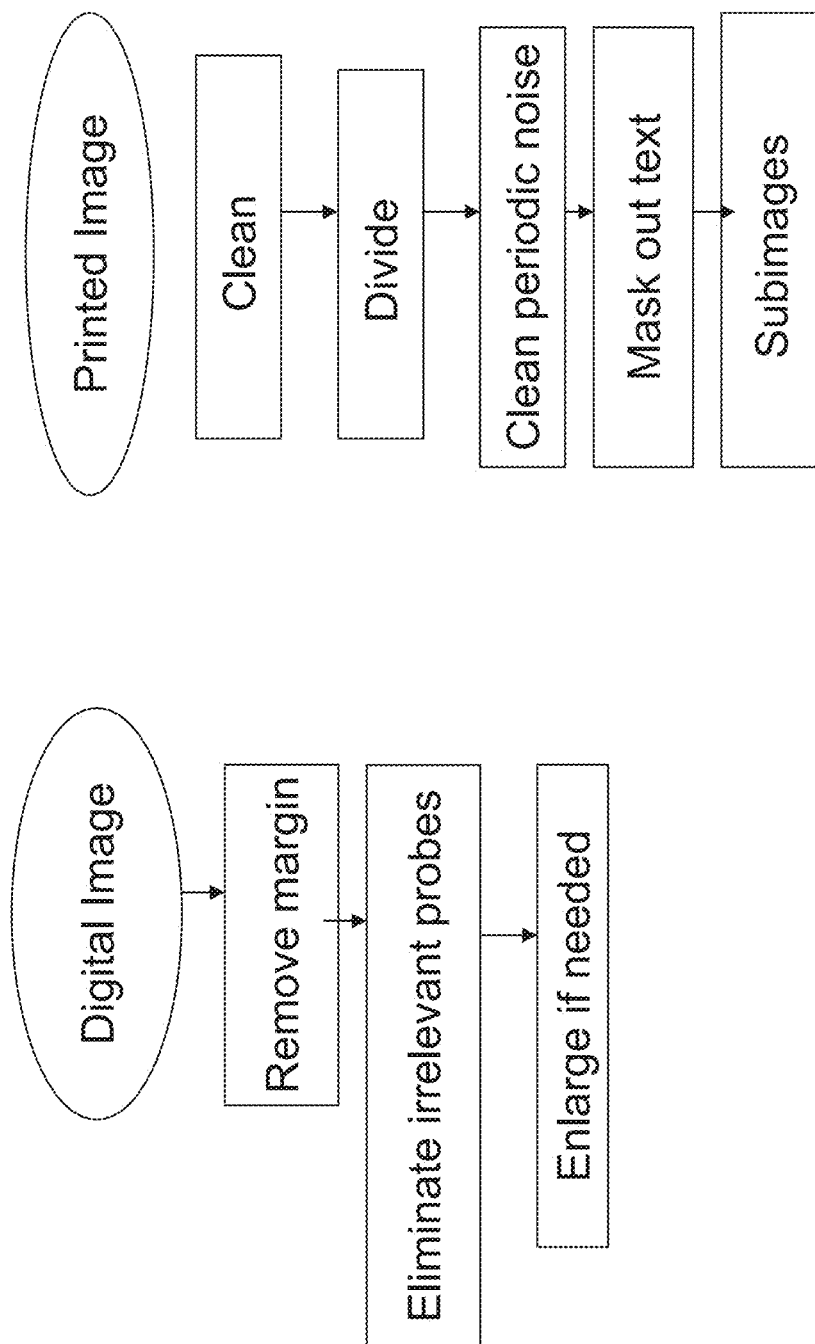 Digital Image
Remove margin
Eliminate irrelevant probes
Enlarge if needed
Printed Image
Clean
Divide
Clean periodic noise
Mask out text
Subimages